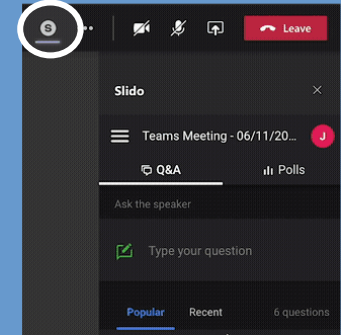 S ••• Leave
Slido
Teams Meeting - 06/11/20... J
Q&A Polls
Ask the speaker
Type your question
Popular Recent 6 questions